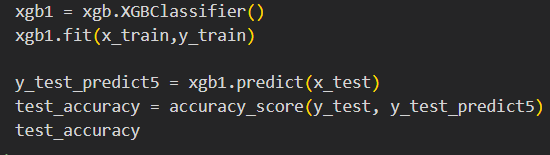 xgb1 = xgb.XGBClassifier()
xgb1.fit(x_train,y_train)
y_test_predict5 = xgb1.predict(x_test)
test_accuracy = accuracy_score(y_test, y_test_predict5)
test_accuracy